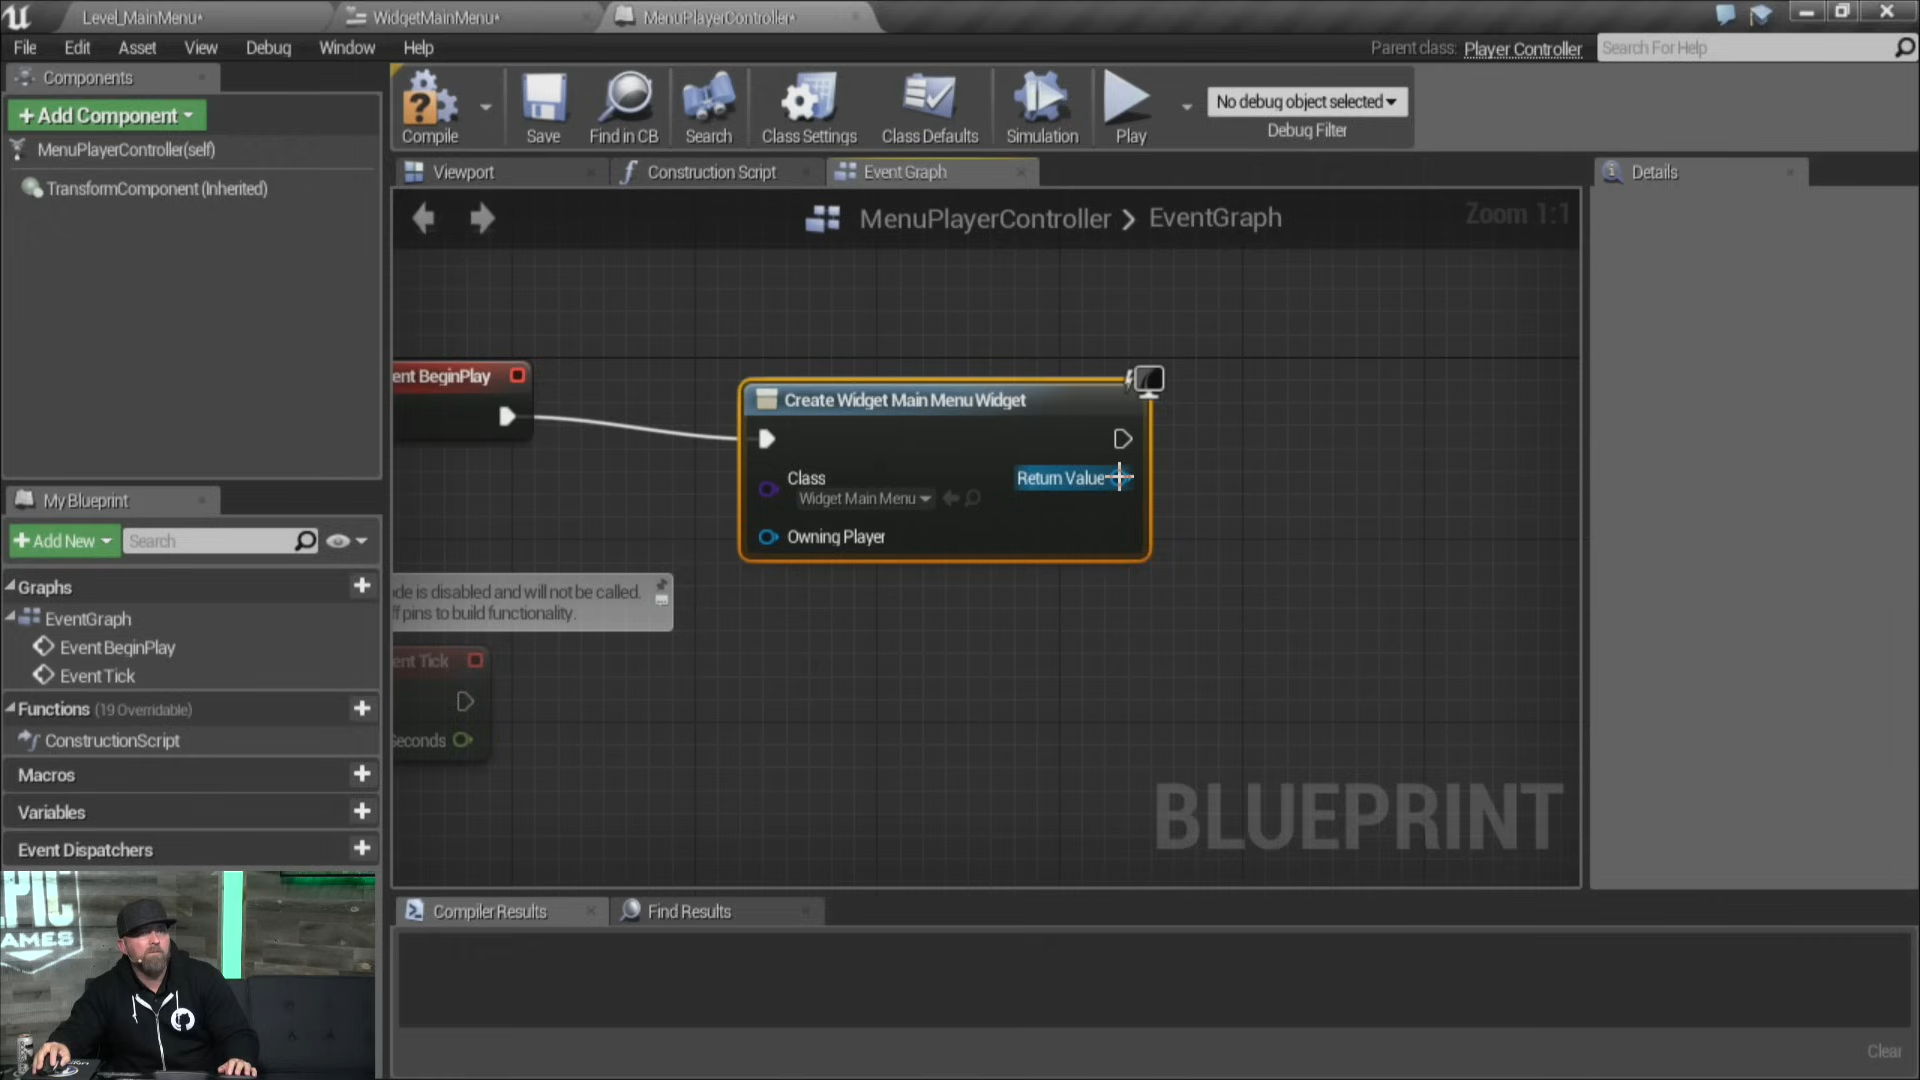 Level_MainMenu*
WidgetMainMenu*
MenuPlayerController*
File Edit Asset View Debug Window Help
Parent class: Player Controller
Search For Help
Components
+ Add Component
MenuPlayerController(self)
TransformComponent (Inherited)
Compile
Save
Find in CB
Search
Class Settings
Class Defaults
Simulation
Play
No debug object selected
Debug Filter
Viewport
Construction Script
Event Graph
Details
MenuPlayerController > EventGraph
Zoom 1:1
ent BeginPlay
Create Widget Main Menu Widget
Class
Widget Main Menu
Return Value
Owning Player
ode is disabled and will not be called.
ff pins to build functionality.
ent Tick
Seconds
BLUEPRINT
My Blueprint
+ Add New
Search
Graphs
EventGraph
Event BeginPlay
Event Tick
Functions (19 Overridable)
ConstructionScript
Macros
Variables
Event Dispatchers
Compiler Results
Find Results
Clear
EPIC
GAMES